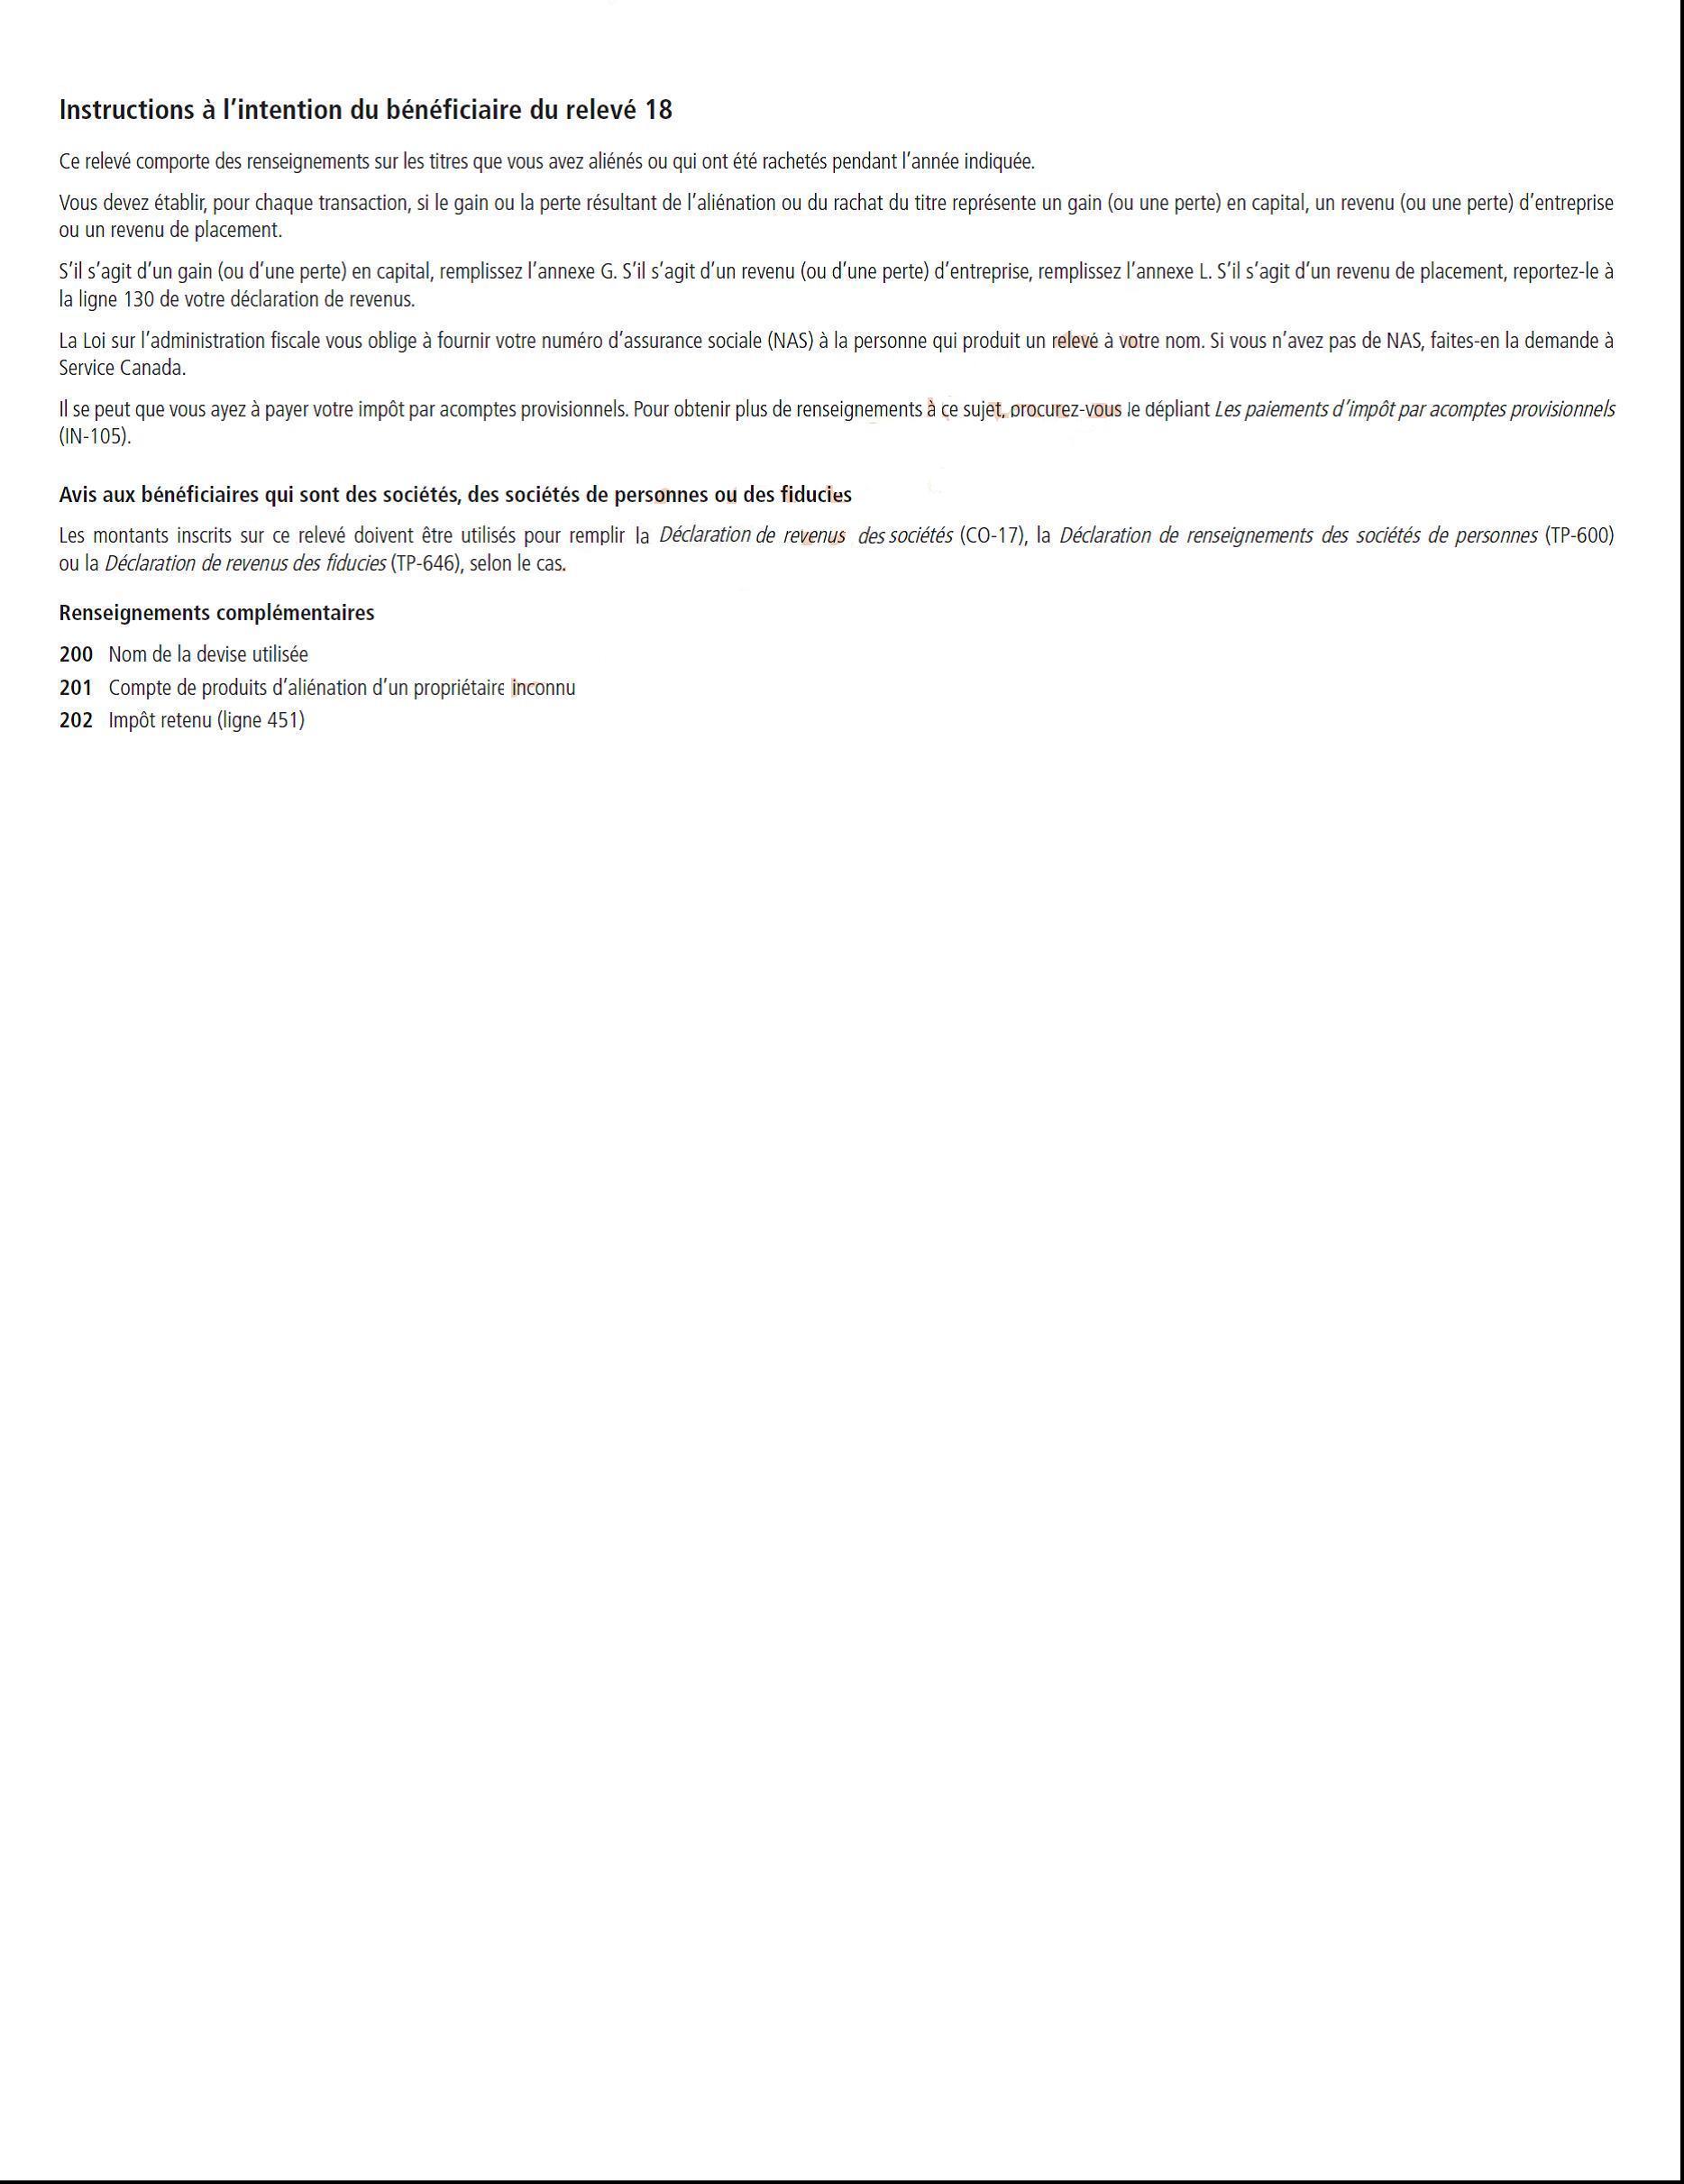 Instructions à l’intention du bénéficiaire du relevé 18
Ce relevé comporte des renseignements sur les titres que vous avez aliénés ou qui ont été rachetés pendant l’année indiquée.
Vous devez établir, pour chaque transaction, si le gain ou la perte résultant de l’aliénation ou du rachat du titre représente un gain (ou une perte) en capital, un revenu (ou une perte) d’entreprise
ou un revenu de placement.
S’il s’agit d’un gain (ou d’une perte) en capital, remplissez l’annexe G. S’il s’agit d’un revenu (ou d’une perte) d’entreprise, remplissez l’annexe L. S’il s’agit d’un revenu de placement, reportez-le à
la ligne 130 de votre déclaration de revenus.
La Loi sur l’administration fiscale vous oblige à fournir votre numéro d’assurance sociale (NAS) à la personne qui produit un relevé à votre nom. Si vous n’avez pas de NAS, faites-en la demande à
Service Canada.
Il se peut que vous ayez à payer votre impôt par acomptes provisionnels. Pour obtenir plus de renseignements à ce sujet, procurez-vous le dépliant Les paiements d’impôt par acomptes provisionnels
(IN-105).
Avis aux bénéficiaires qui sont des sociétés, des sociétés de personnes ou des fiducies
Les montants inscrits sur ce relevé doivent être utilisés pour remplir la Déclaration de revenus des sociétés (CO-17), la Déclaration de renseignements des sociétés de personnes (TP-600)
ou la Déclaration de revenus des fiducies (TP-646), selon le cas.
Renseignements complémentaires
200 Nom de la devise utilisée
201 Compte de produits d’aliénation d’un propriétaire inconnu
202 Impôt retenu (ligne 451)